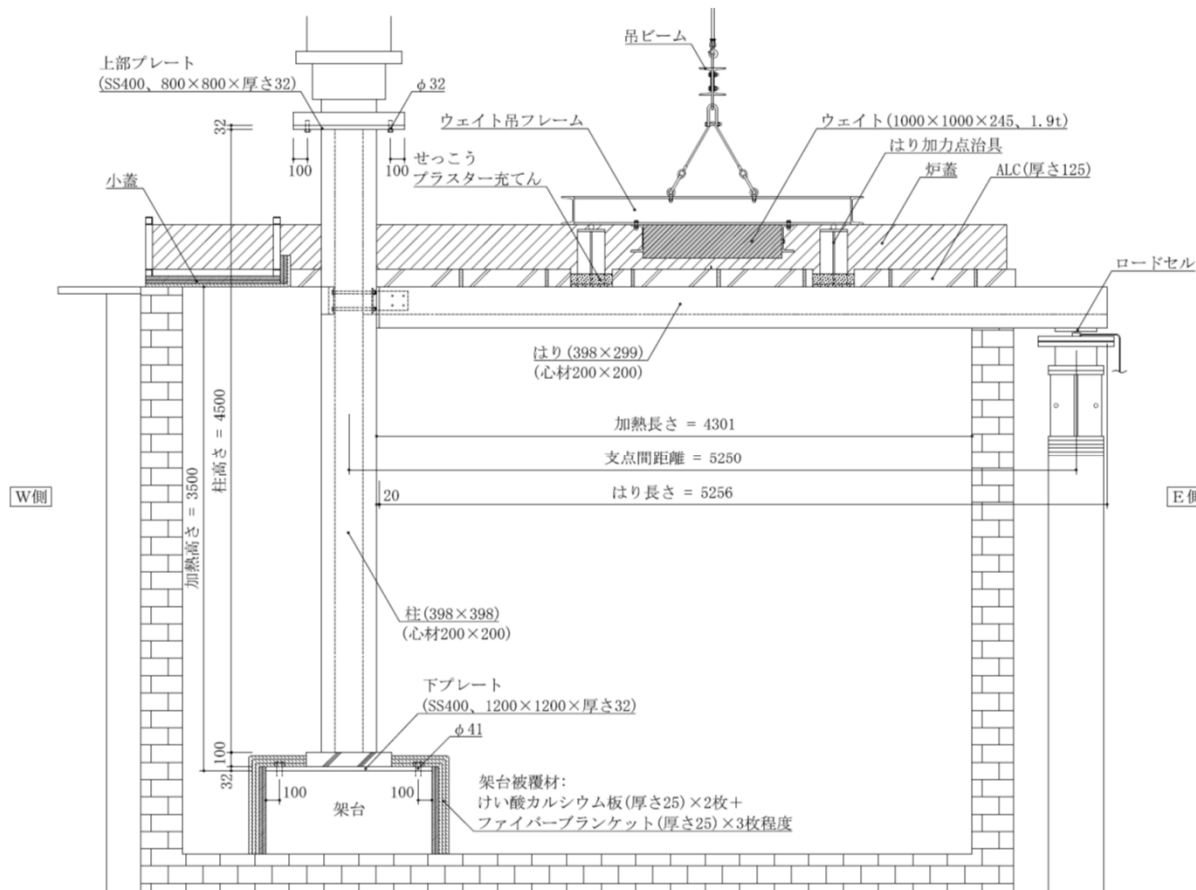 吊ビーム
上部プレート
(SS400、800×800×厚さ32)
φ32
32
100
100
ウェイト吊フレーム
ウェイト(1000×1000×245、1.9t)
はり加力点治具
せっこう
プラスター充てん
炉蓋
ALC(厚さ125)
小蓋
ロードセル
はり(398×299)
(心材200×200)
加熱長さ = 4301
支点間距離 = 5250
20
はり長さ = 5256
W側
E側
柱高さ = 4500
加熱高さ = 3500
柱(398×398)
(心材200×200)
下プレート
(SS400、1200×1200×厚さ32)
φ41
100
32
100
100
架台
架台被覆材:
けい酸カルシウム板(厚さ25)×2枚+
ファイバーブランケット(厚さ25)×3枚程度